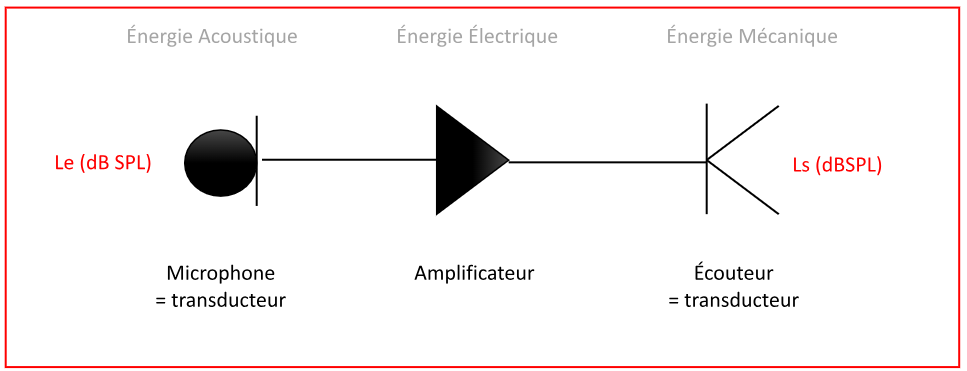 Énergie Acoustique
Énergie Électrique
Énergie Mécanique
Le (dB SPL)
Ls (dBSPL)
Microphone
= transducteur
Amplificateur
Écouteur
= transducteur